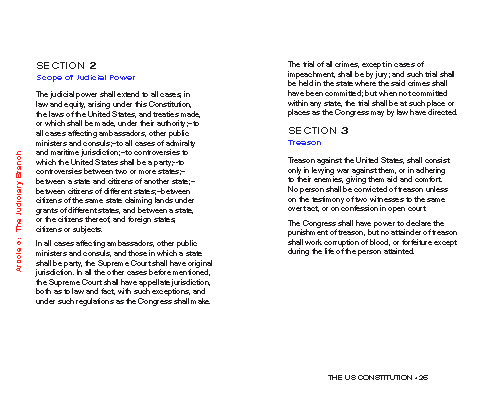 SECTION 2
Scope of Judicial Power
The judicial power shall extend to all cases, in
law and equity, arising under this Constitution,
the laws of the United States, and treaties made,
or which shall be made, under their authority;–to
all cases affecting ambassadors, other public
ministers and consuls;–to all cases of admiralty
and maritime jurisdiction;–to controversies to
which the United States shall be a party;–to
controversies between two or more states;–
between a state and citizens of another state;–
between citizens of different states;–between
citizens of the same state claiming lands under
grants of different states, and between a state,
or the citizens thereof, and foreign states,
citizens or subjects.
In all cases affecting ambassadors, other public
ministers and consuls, and those in which a state
shall be party, the Supreme Court shall have original
jurisdiction. In all the other cases before mentioned,
the Supreme Court shall have appellate jurisdiction,
both as to law and fact, with such exceptions, and
under such regulations as the Congress shall make.
The trial of all crimes, except in cases of
impeachment, shall be by jury; and such trial shall
be held in the state where the said crimes shall
have been committed; but when not committed
within any state, the trial shall be at such place or
places as the Congress may by law have directed.
SECTION 3
Treason
Treason against the United States, shall consist
only in levying war against them, or in adhering
to their enemies, giving them aid and comfort.
No person shall be convicted of treason unless
on the testimony of two witnesses to the same
overt act, or on confession in open court.
The Congress shall have power to declare the
punishment of treason, but no attainder of treason
shall work corruption of blood, or forfeiture except
during the life of the person attainted.
The Judiciary Branch
THE US CONSTITUTION • 25